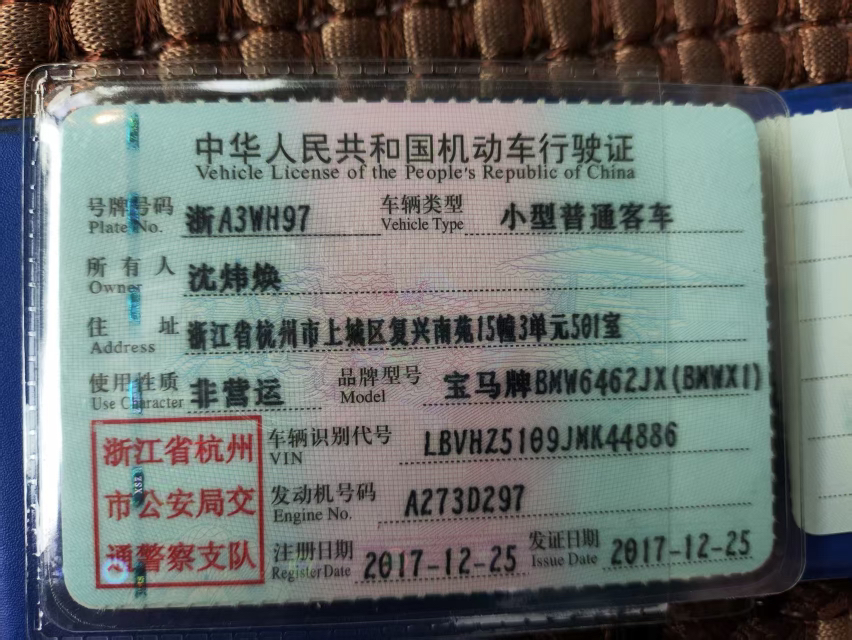 中华人民共和国机动车行驶证
Vehicle License of the People's Republic of China
号牌号码 浙A3WH97 车辆类型 小型普通客车
Plate No. Vehicle Type
所有人 沈炜焕
Owner
住址 浙江省杭州市上城区复兴南苑15幢3单元501室
Address
使用性质 非营运 品牌型号 宝马牌BMW6462JX(BMWX1)
Use Character Model
浙江省杭州 车辆识别代号 LBVHZ5109JMK44886
VIN
市公安局交 发动机号码 A273D297
Engine No.
通警察支队 注册日期 2017-12-25 发证日期 2017-12-25
Register Date Issue Date